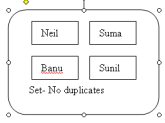 Neil Suma
Banu Sunil
Set- No duplicates